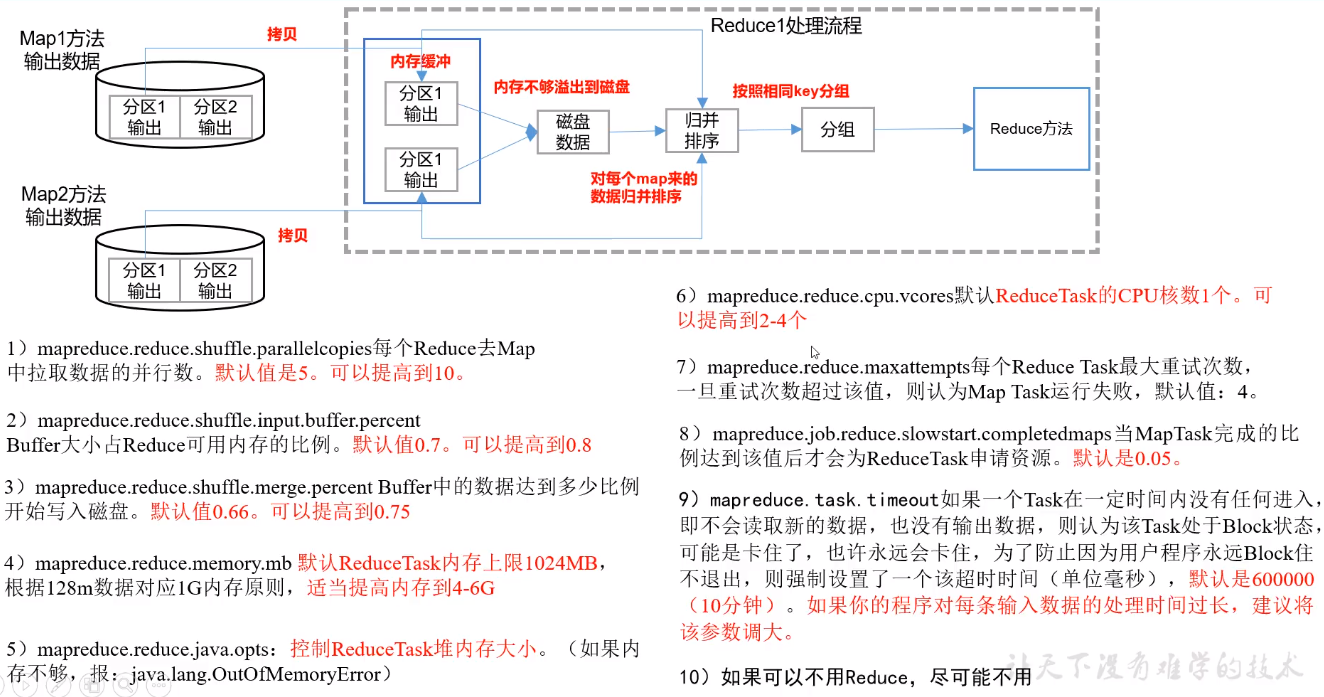 Reduce1处理流程
Map1方法
输出数据
拷贝
分区1
输出
分区2
输出
内存缓冲
分区1
输出
分区1
输出
内存不够溢出到磁盘
磁盘
数据
归并
排序
对每个map来的
数据归并排序
按照相同key分组
分组
Reduce方法
Map2方法
输出数据
拷贝
分区1
输出
分区2
输出
1）mapreduce.reduce.shuffle.parallelcopies每个Reduce去Map
中拉取数据的并行数。默认值是5。可以提高到10。
2）mapreduce.reduce.shuffle.input.buffer.percent
Buffer大小占Reduce可用内存的比例。默认值0.7。可以提高到0.8
3）mapreduce.reduce.shuffle.merge.percent Buffer中的数据达到多少比例
开始写入磁盘。默认值0.66。可以提高到0.75
4）mapreduce.reduce.memory.mb 默认ReduceTask内存上限1024MB，
根据128m数据对应1G内存原则，适当提高内存到4-6G
5）mapreduce.reduce.java.opts：控制ReduceTask堆内存大小。（如果内
存不够，报：java.lang.OutOfMemoryError）
6）mapreduce.reduce.cpu.vcores默认ReduceTask的CPU核数1个。可
以提高到2-4个
7）mapreduce.reduce.maxattempts每个Reduce Task最大重试次数，
一旦重试次数超过该值，则认为Map Task运行失败，默认值：4。
8）mapreduce.job.reduce.slowstart.completedmaps当MapTask完成的比
例达到该值后才会为ReduceTask申请资源。默认是0.05。
9）mapreduce.task.timeout如果一个Task在一定时间内没有任何进入，
即不会读取新的数据，也没有输出数据，则认为该Task处于Block状态，
可能是卡住了，也许永远会卡住，为了防止因为用户程序永远Block住
不退出，则强制设置了一个该超时时间（单位毫秒），默认是600000
（10分钟）。如果你的程序对每条输入数据的处理时间过长，建议将
该参数调大。
10）如果可以不用Reduce，尽可能不用
让天下没有难学的技术